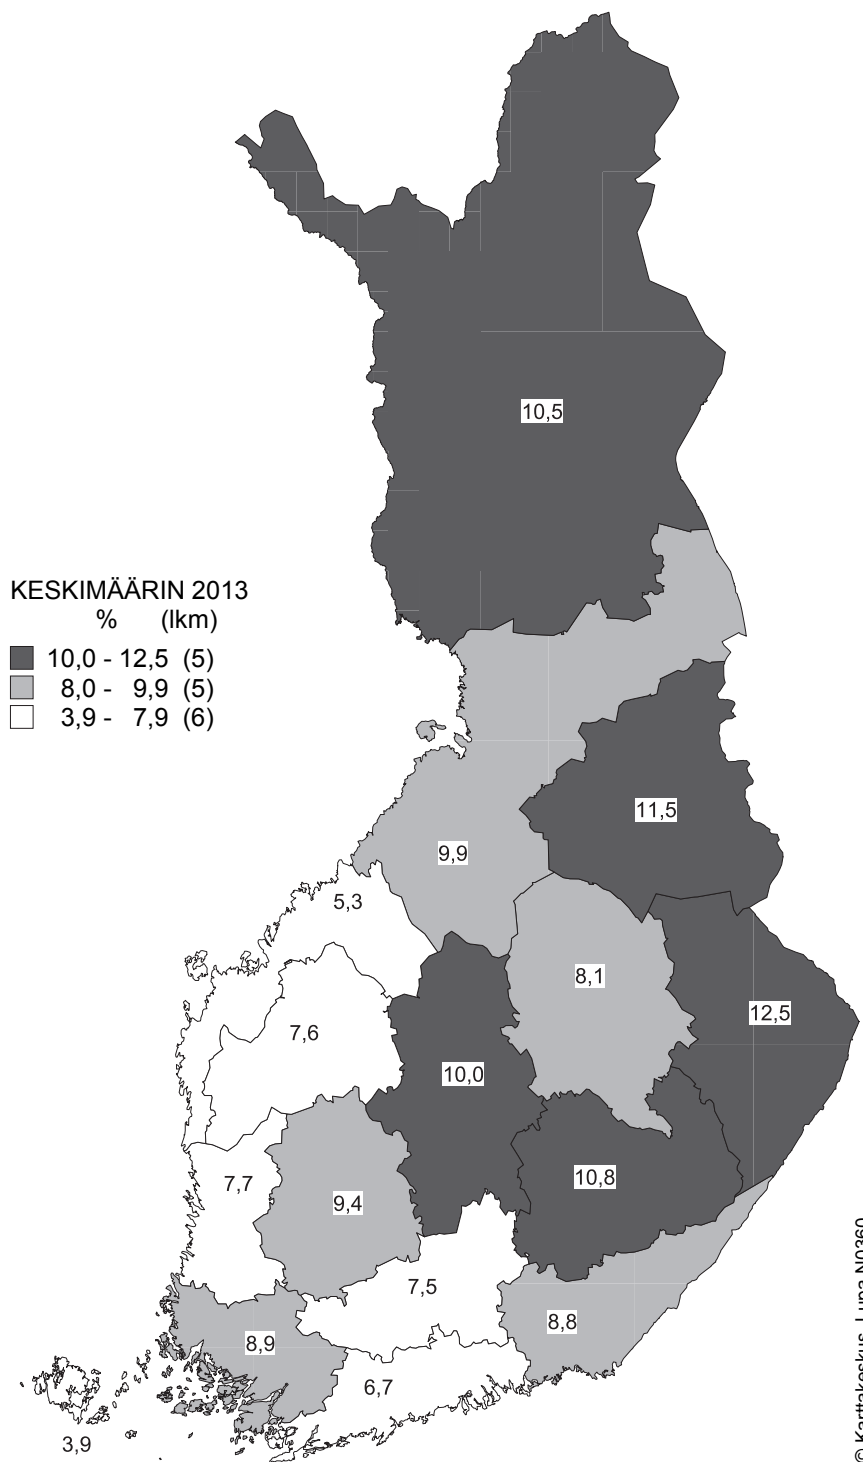 10,5
KESKIMÄÄRIN 2013
% (lkm)
10,0 - 12,5 (5)
8,0 - 9,9 (5)
3,9 - 7,9 (6)
11,5
9,9
5,3
8,1
12,5
7,6
10,0
10,8
7,7
9,4
7,5
8,8
8,9
6,7
3,9
© Karttakeskus, Lupa N0360